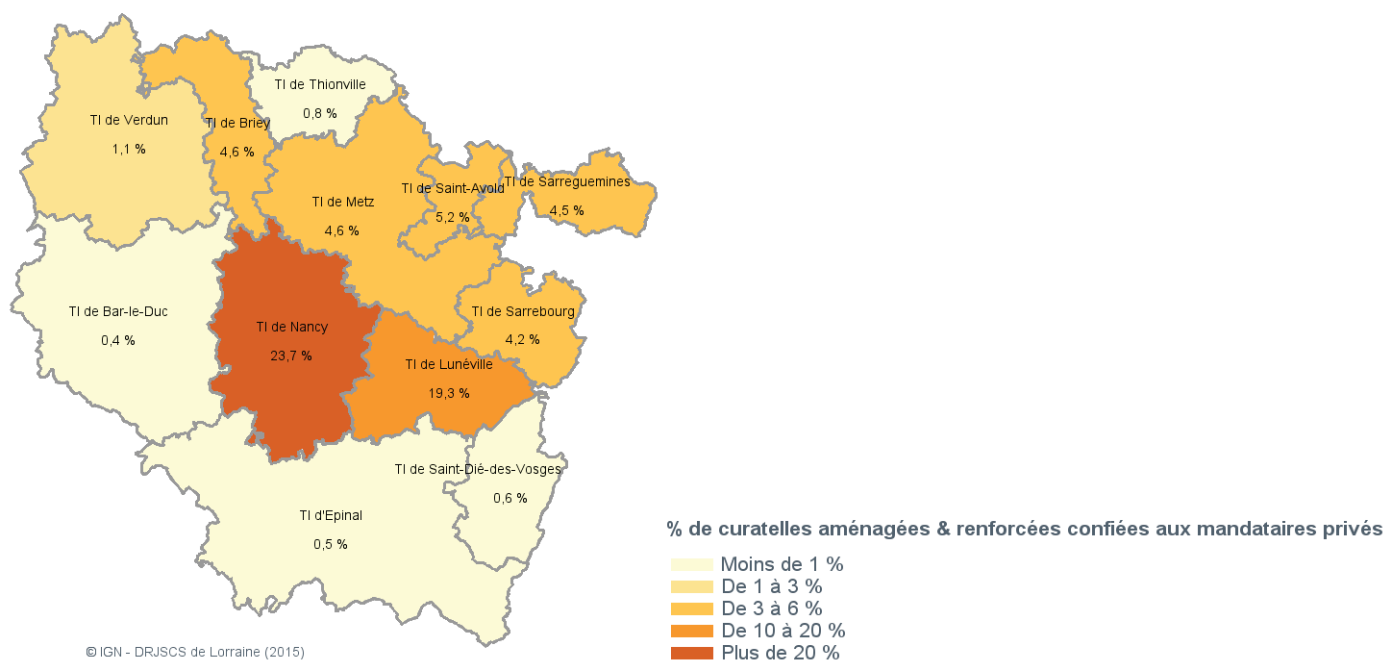 TI de Thionville
0,8 %
TI de Verdun
1,1 %
TI de Briey
4,6 %
TI de Saint-Avold
5,2 %
TI de Sarreguemines
4,5 %
TI de Metz
4,6 %
TI de Bar-le-Duc
0,4 %
TI de Nancy
23,7 %
TI de Sarrebourg
4,2 %
TI de Lunéville
19,3 %
TI de Saint-Dié-des-Vosges
0,6 %
TI d'Epinal
0,5 %
% de curatelles aménagées & renforcées confiées aux mandataires privés
Moins de 1 %
De 1 à 3 %
De 3 à 6 %
De 10 à 20 %
Plus de 20 %
© IGN - DRJSCS de Lorraine (2015)